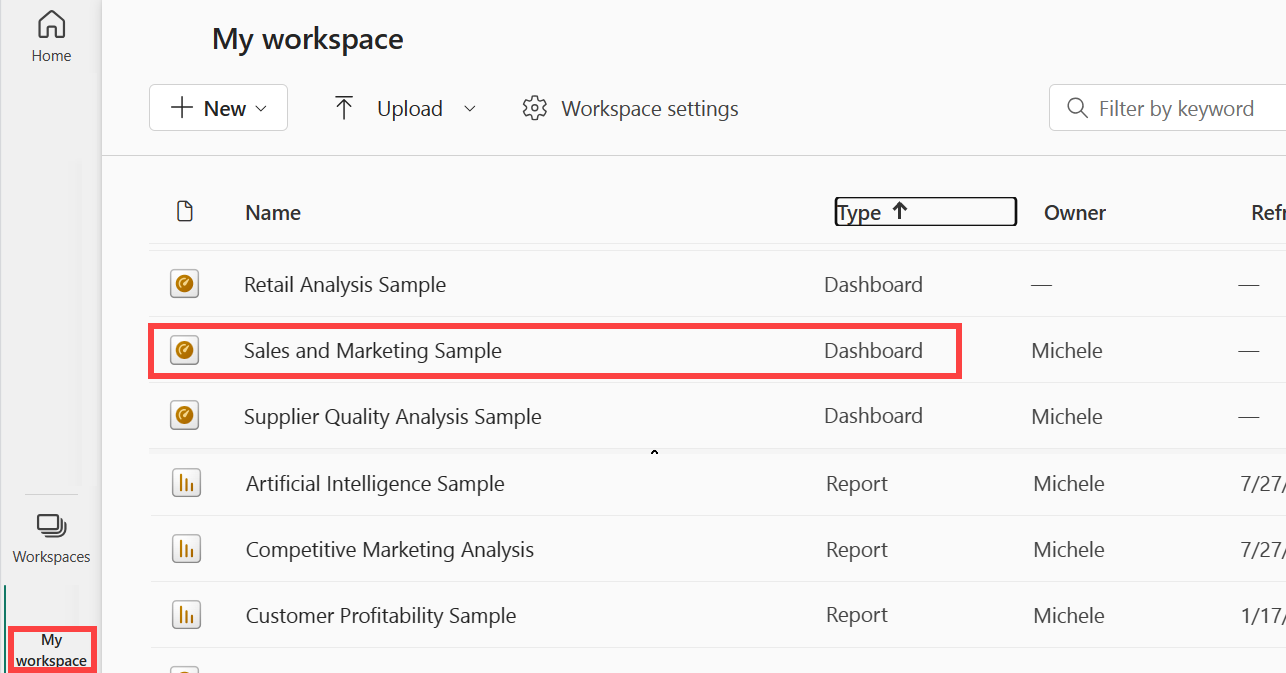 Home
My workspace
New
Upload
Workspace settings
Filter by keyword
Name Type Owner Refr
Retail Analysis Sample Dashboard — —
Sales and Marketing Sample Dashboard Michele —
Supplier Quality Analysis Sample Dashboard Michele —
Artificial Intelligence Sample Report Michele 7/27/
Competitive Marketing Analysis Report Michele 7/27/
Customer Profitability Sample Report Michele 1/17/
Workspaces
My
workspace